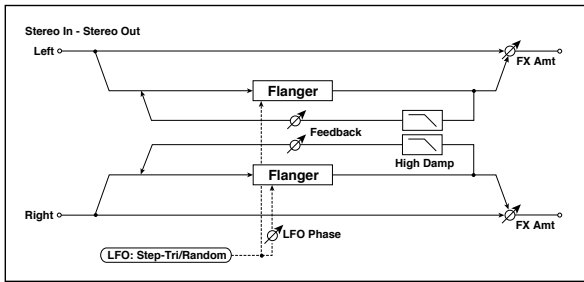 Stereo In - Stereo Out
Left
FX Amt
Flanger
Feedback
High Damp
Flanger
Right
LFO Phase
FX Amt
LFO: Step-Tri/Random